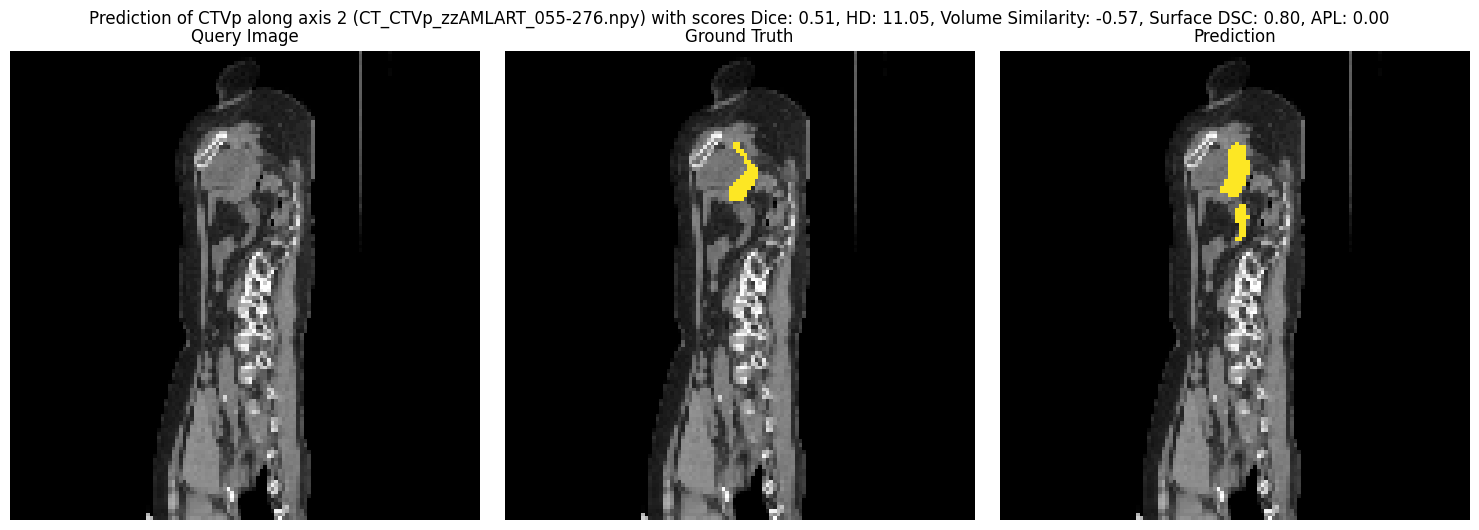 Prediction of CTVp along axis 2 (CT_CTVp_zzAMLART_055-276.npy) with scores Dice: 0.51, HD: 11.05, Volume Similarity: -0.57, Surface DSC: 0.80, APL: 0.00
Query Image
Ground Truth
Prediction